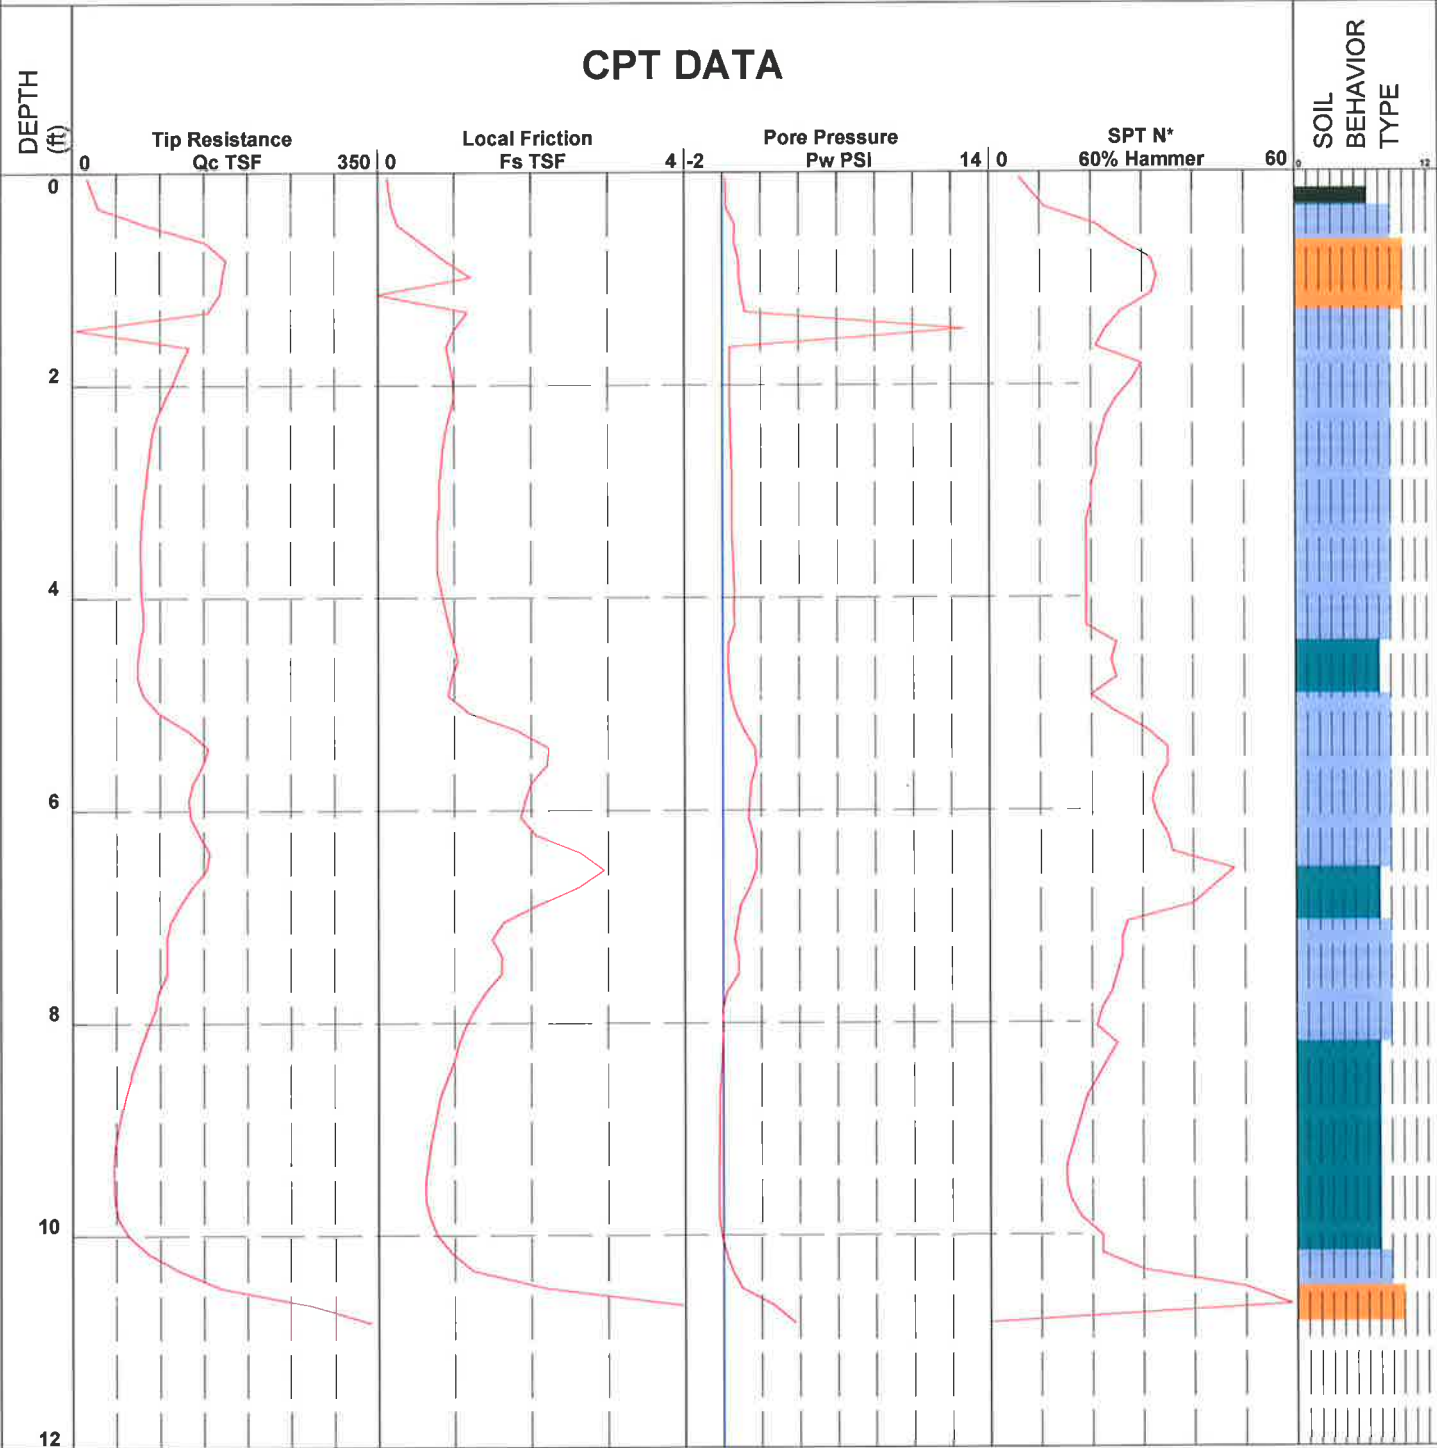 CPT DATA
DEPTH
(ft)
SOIL
BEHAVIOR
TYPE
Tip Resistance
0 Qc TSF 350
Local Friction
0 Fs TSF 4
Pore Pressure
-2 Pw PSI 14
SPT N*
0 60% Hammer 60
0 12
0
2
4
6
8
10
12